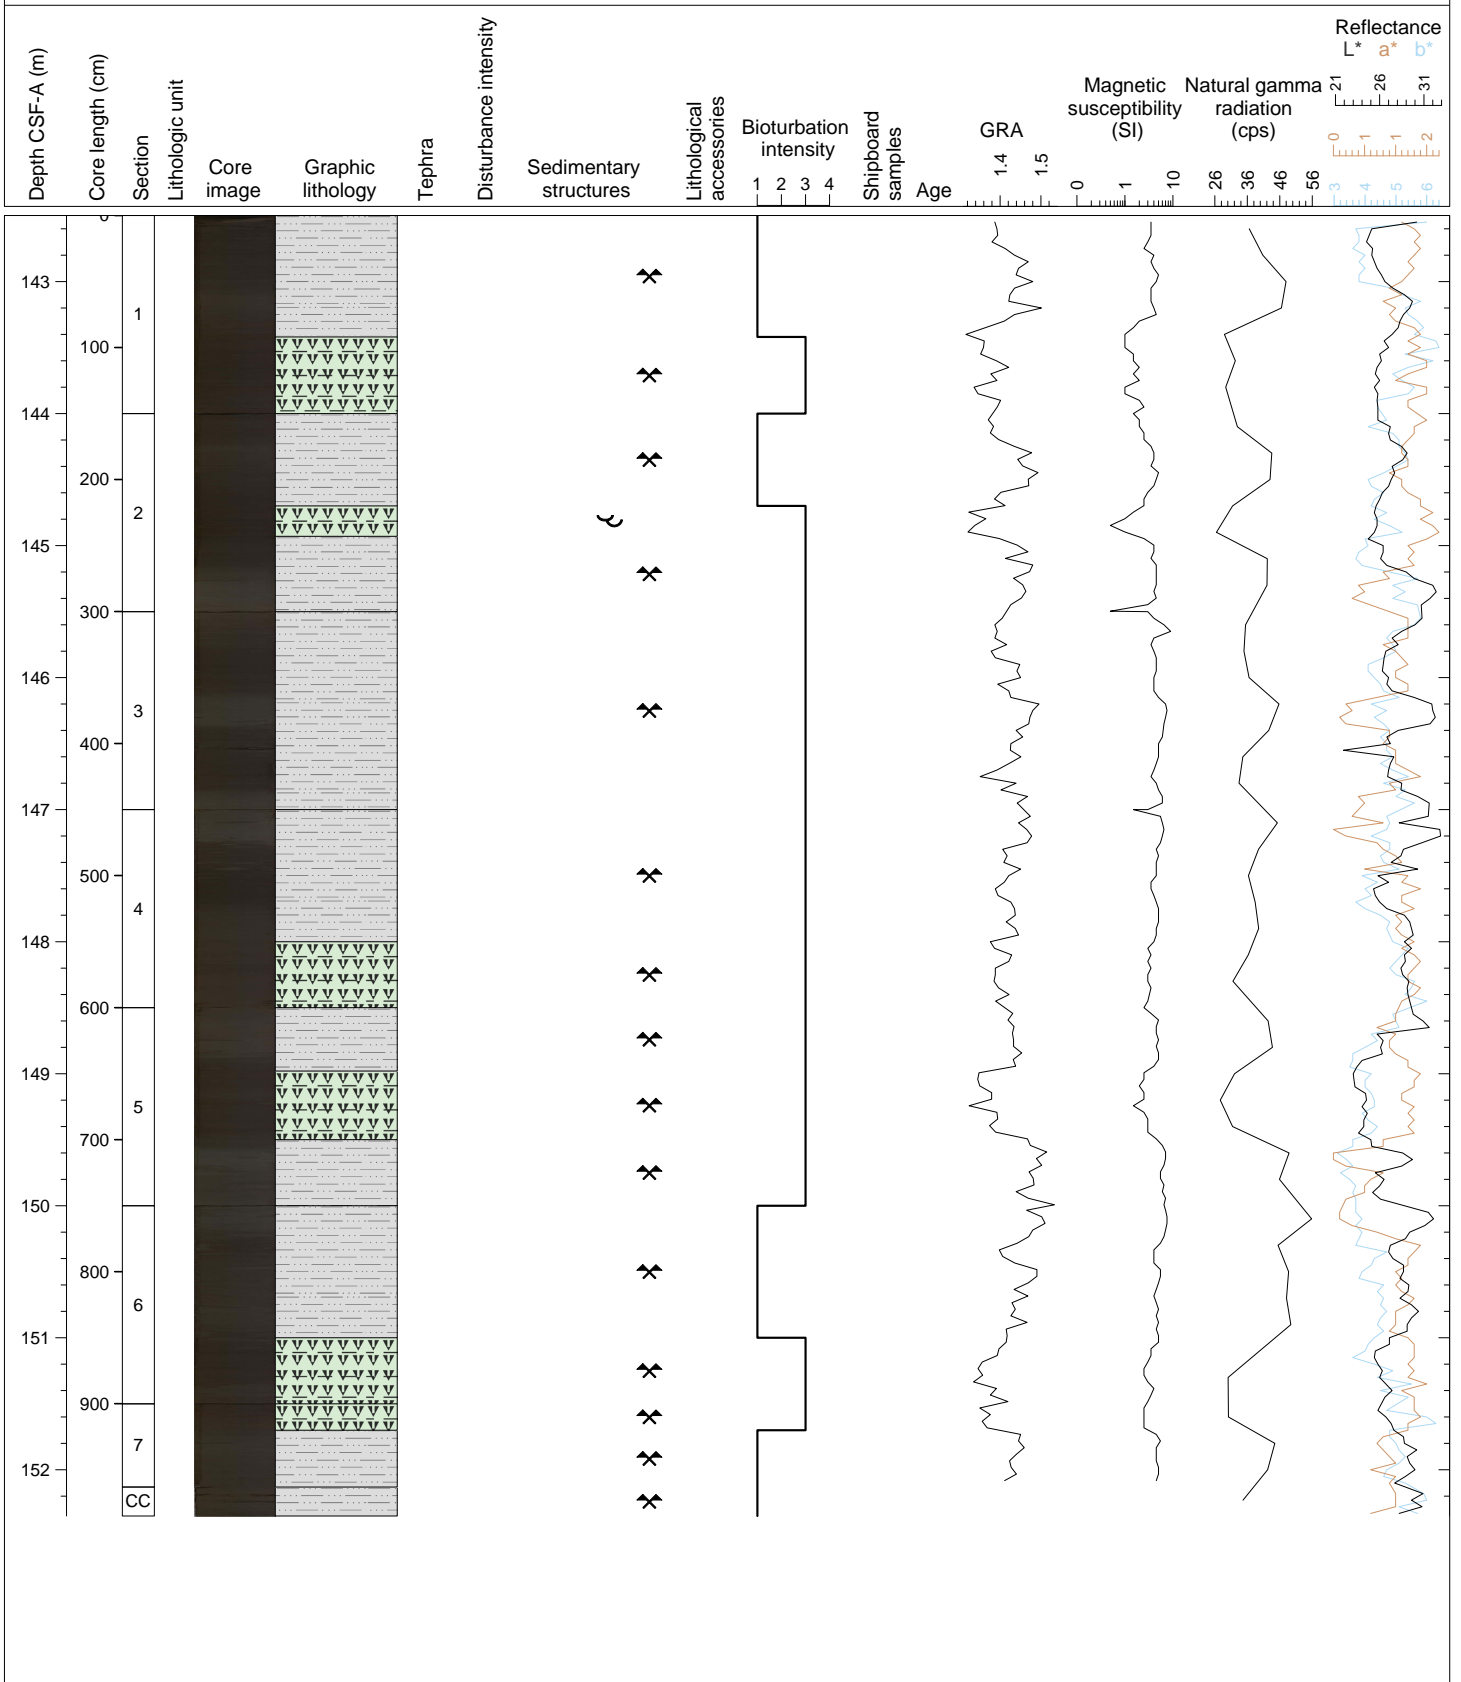 Depth CSF-A (m)
Core length (cm)
Section
Lithologic unit
Core
image
Graphic
lithology
Tephra
Disturbance intensity
Sedimentary
structures
Lithological
accessories
Bioturbation
intensity
1 2 3 4
Shipboard
samples
Age
GRA
1.4 1.5
Magnetic
susceptibility
(SI)
0 1 10
Natural gamma
radiation
(cps)
26 36 46 56
Reflectance
L* a* b*
21 26 31
0 1 1 2
3 4 5 6
0
143
1
100
144
200
2
145
300
146
3
400
147
500
4
148
600
149
5
700
150
800
6
151
900
7
152
CC